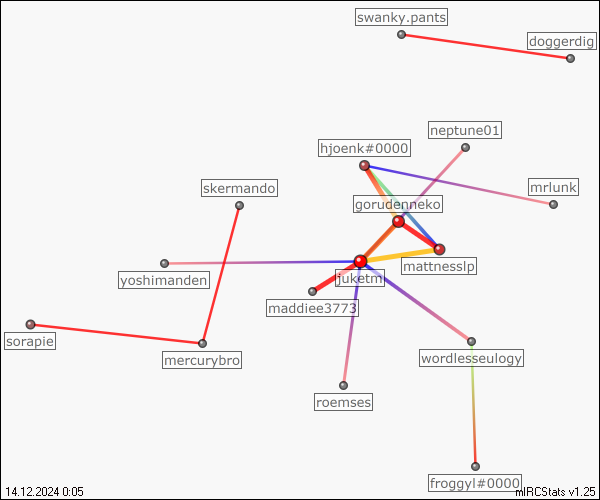 swanky.pants
doggerdig
neptune01
hjoenk#0000
skermando
mrlunk
gorudenneko
mattnesslp
yoshimanden
juketm
maddiee3773
sorapie
mercurybro
wordlesseulogy
roemses
froggyl#0000
14.12.2024 0:05
mIRCStats v1.25